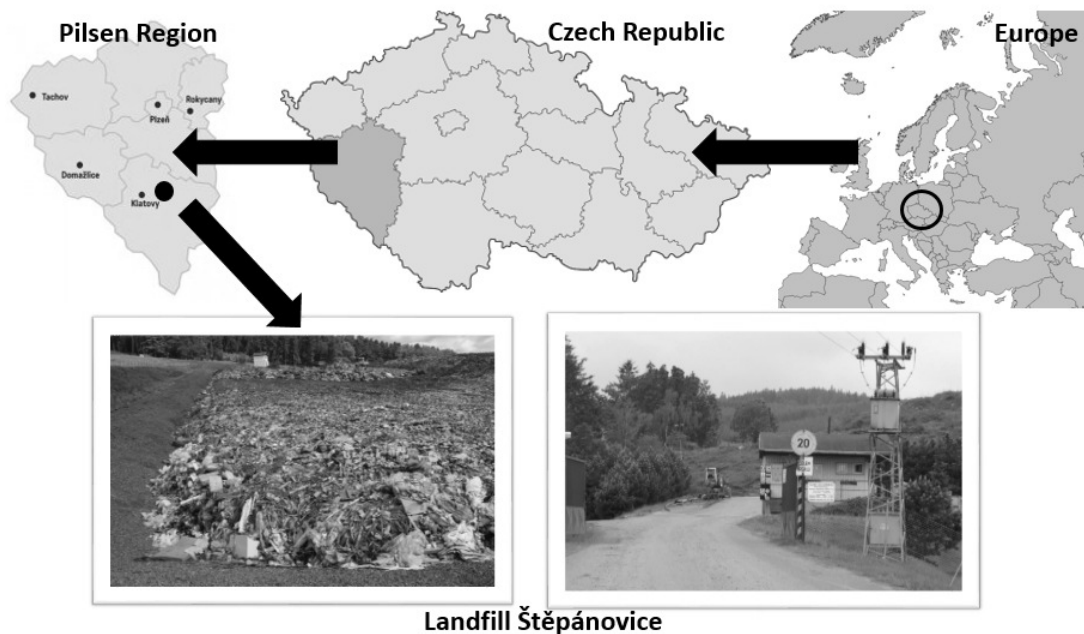 Pilsen Region
Czech Republic
Europe
Tachov
Plzeň
Rokycany
Domažlice
Klatovy
20
Landfill Štěpánovice